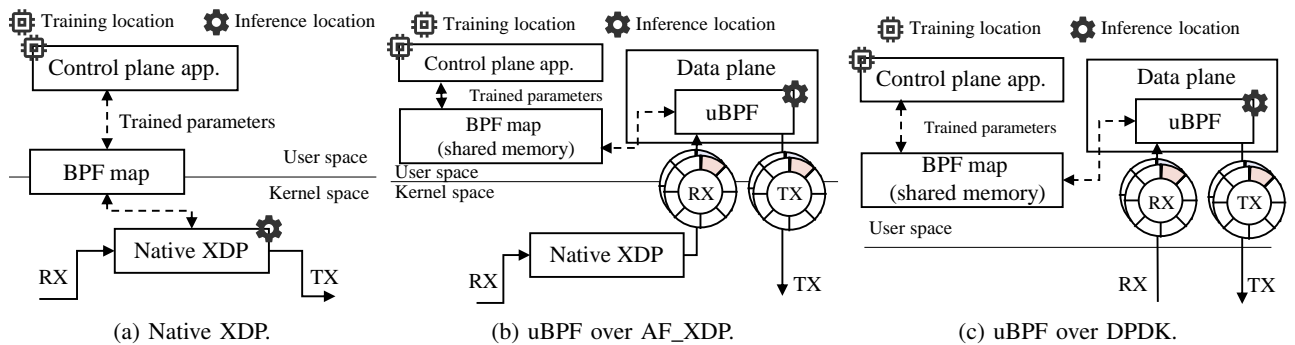 Training location
Inference location
Control plane app.
Trained parameters
BPF map
User space
Kernel space
Native XDP
RX
TX
(a) Native XDP.
Training location
Inference location
Control plane app.
Trained parameters
BPF map
(shared memory)
Data plane
uBPF
User space
Kernel space
RX
TX
Native XDP
RX
TX
(b) uBPF over AF_XDP.
Training location
Inference location
Control plane app.
Trained parameters
BPF map
(shared memory)
Data plane
uBPF
RX
TX
User space
RX
TX
(c) uBPF over DPDK.